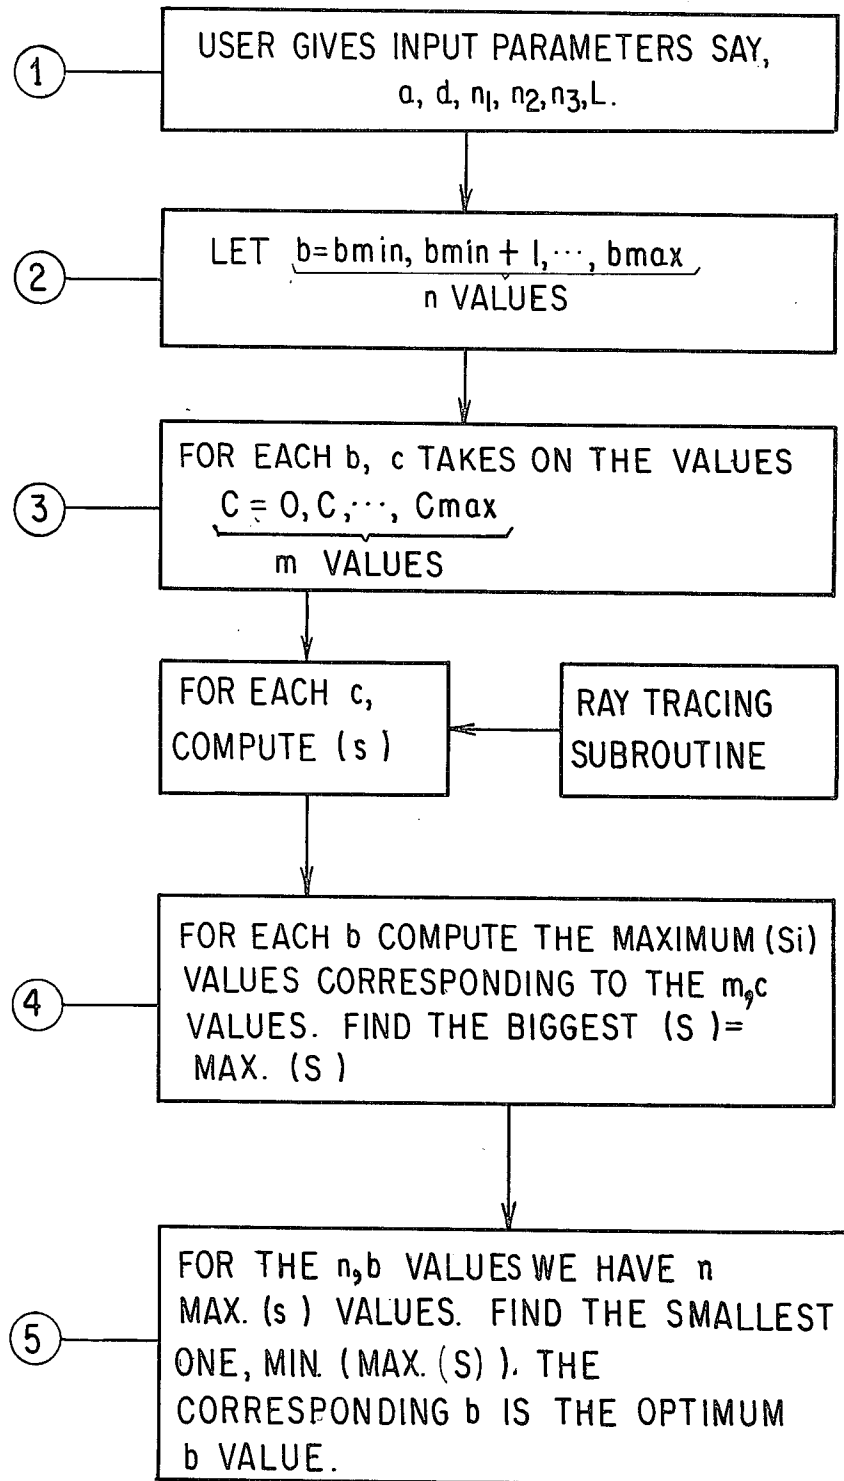 1
USER GIVES INPUT PARAMETERS SAY,
a, d, n1, n2, n3, L.
2
LET b=bmin, bmin + 1, ..., bmax
n VALUES
3
FOR EACH b, c TAKES ON THE VALUES
C = 0, C, ..., Cmax
m VALUES
FOR EACH c,
COMPUTE (s )
RAY TRACING
SUBROUTINE
4
FOR EACH b COMPUTE THE MAXIMUM (Si)
VALUES CORRESPONDING TO THE m,c
VALUES. FIND THE BIGGEST (S )=
MAX. (S )
5
FOR THE n,b VALUES WE HAVE n
MAX. (s ) VALUES. FIND THE SMALLEST
ONE, MIN. (MAX. (S) ). THE
CORRESPONDING b IS THE OPTIMUM
b VALUE.